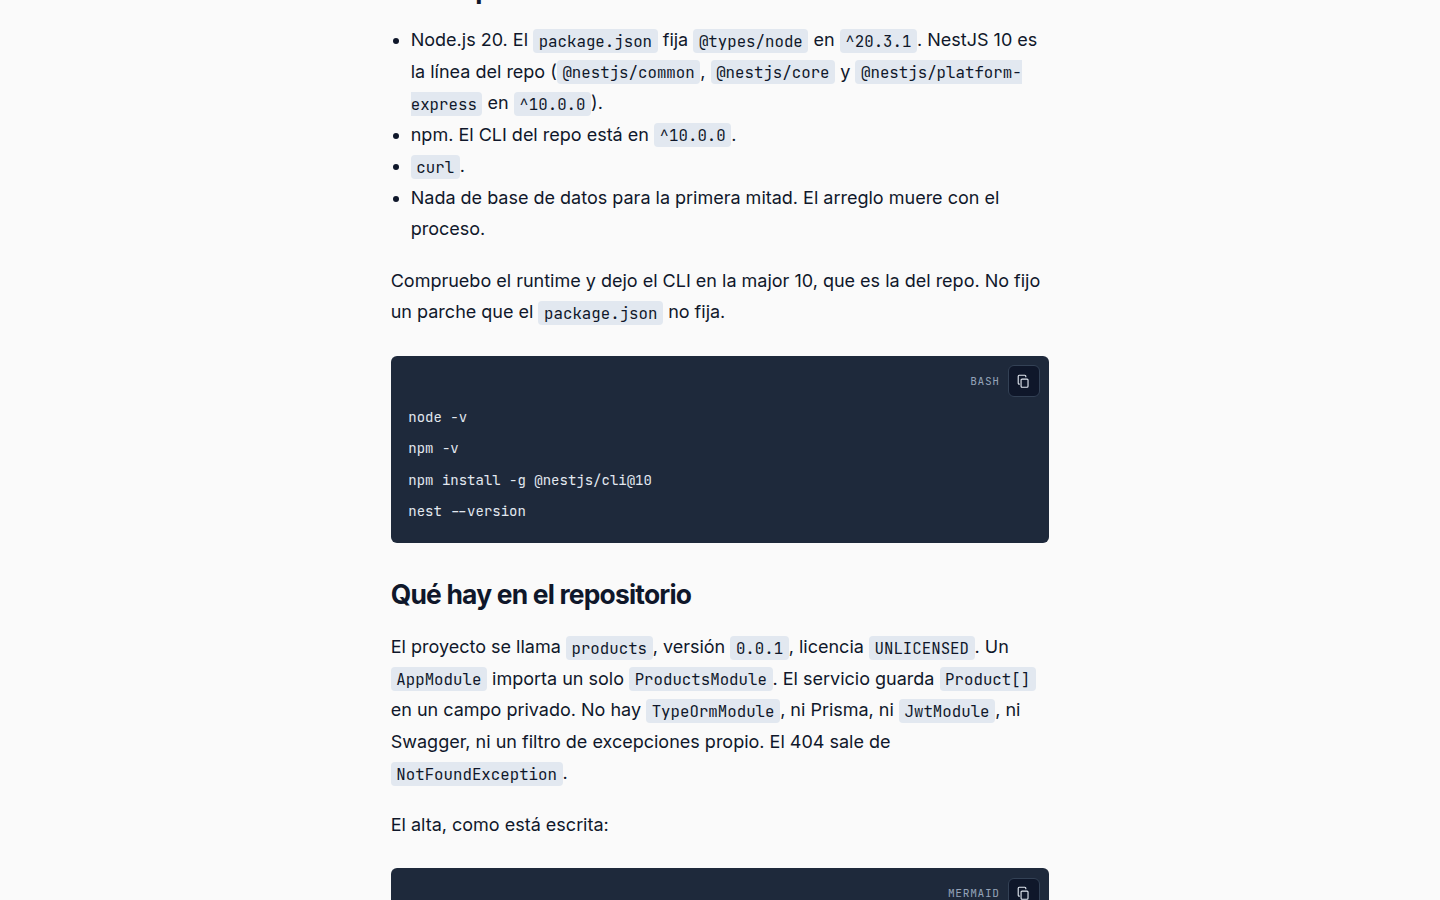 Node.js 20. El package.json fija @types/node en ^20.3.1. NestJS 10 es
la línea del repo (@nestjs/common, @nestjs/core y @nestjs/platform-
express en ^10.0.0).
npm. El CLI del repo está en ^10.0.0.
curl.
Nada de base de datos para la primera mitad. El arreglo muere con el
proceso.
Compruebo el runtime y dejo el CLI en la major 10, que es la del repo. No fijo
un parche que el package.json no fija.
BASH
node -v
npm -v
npm install -g @nestjs/cli@10
nest --version
Qué hay en el repositorio
El proyecto se llama products, versión 0.0.1, licencia UNLICENSED. Un
AppModule importa un solo ProductsModule. El servicio guarda Product[]
en un campo privado. No hay TypeOrmModule, ni Prisma, ni JwtModule, ni
Swagger, ni un filtro de excepciones propio. El 404 sale de
NotFoundException.
El alta, como está escrita:
MERMAID